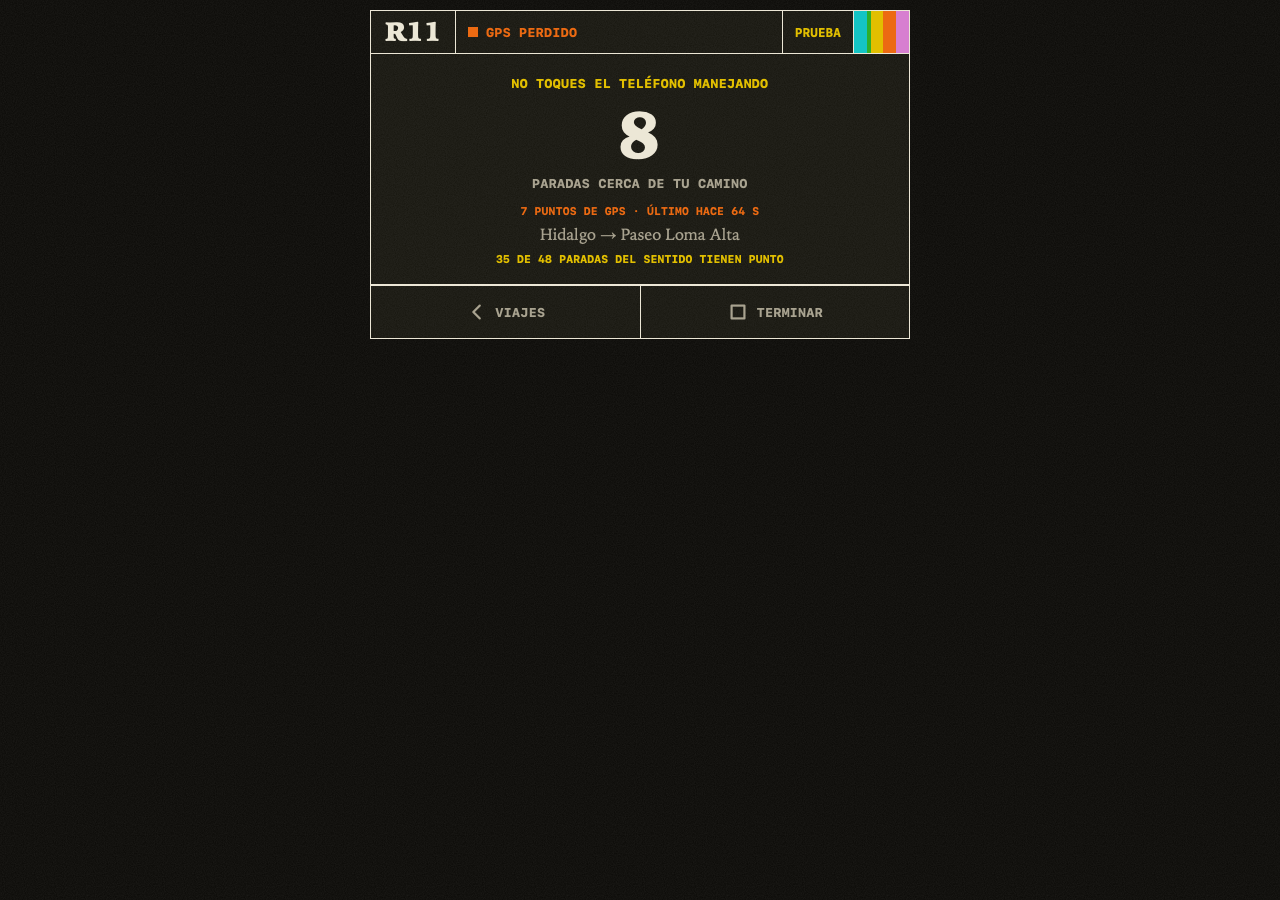 R11
GPS PERDIDO
PRUEBA
NO TOQUES EL TELÉFONO MANEJANDO
8
PARADAS CERCA DE TU CAMINO
7 PUNTOS DE GPS · ÚLTIMO HACE 64 S
Hidalgo → Paseo Loma Alta
35 DE 48 PARADAS DEL SENTIDO TIENEN PUNTO
VIAJES
TERMINAR